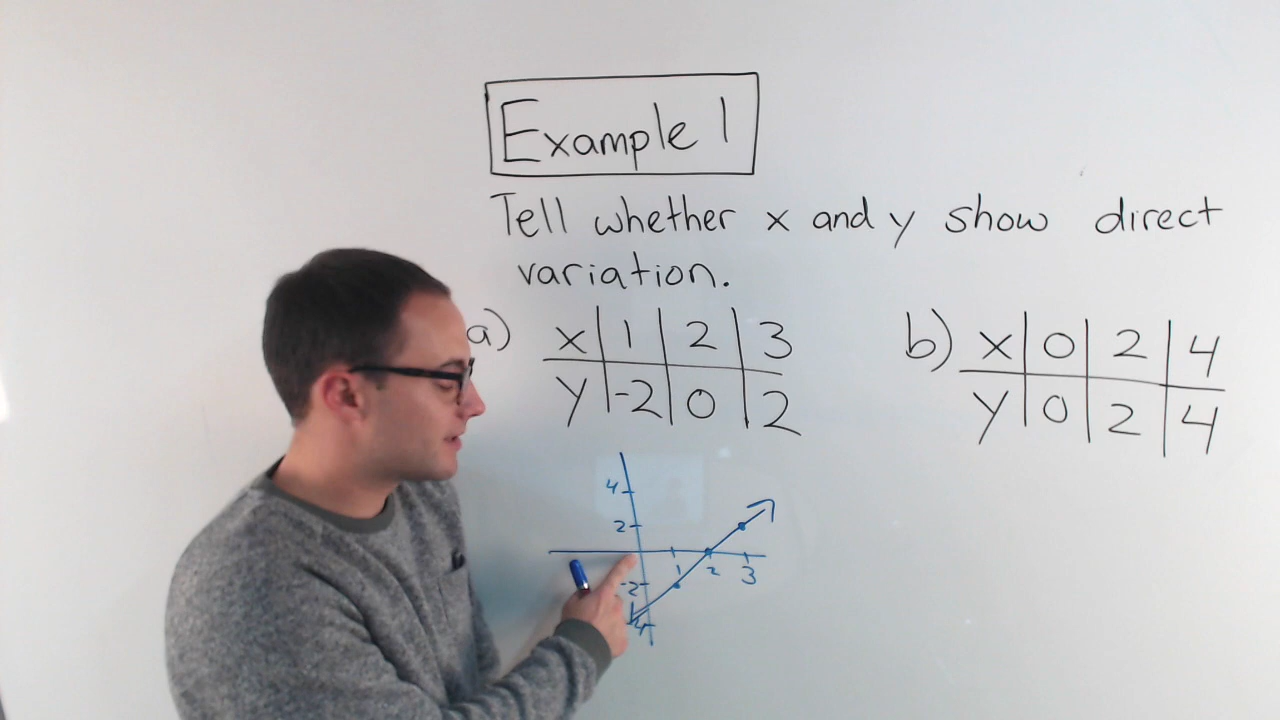 Example 1
Tell whether x and y show direct
variation.
a) x 1 2 3
y -2 0 2
b) x 0 2 4
y 0 2 4
4
2
1 2 3
-2
-4